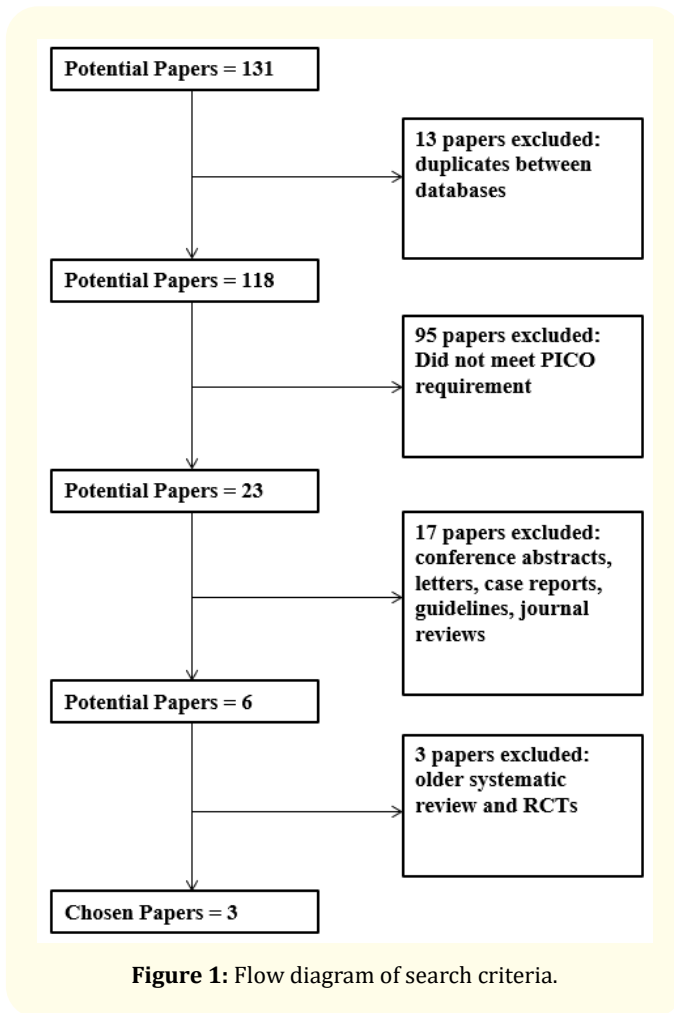 Potential Papers = 131
13 papers excluded:
duplicates between
databases
Potential Papers = 118
95 papers excluded:
Did not meet PICO
requirement
Potential Papers = 23
17 papers excluded:
conference abstracts,
letters, case reports,
guidelines, journal
reviews
Potential Papers = 6
3 papers excluded:
older systematic
review and RCTs
Chosen Papers = 3
Figure 1: Flow diagram of search criteria.